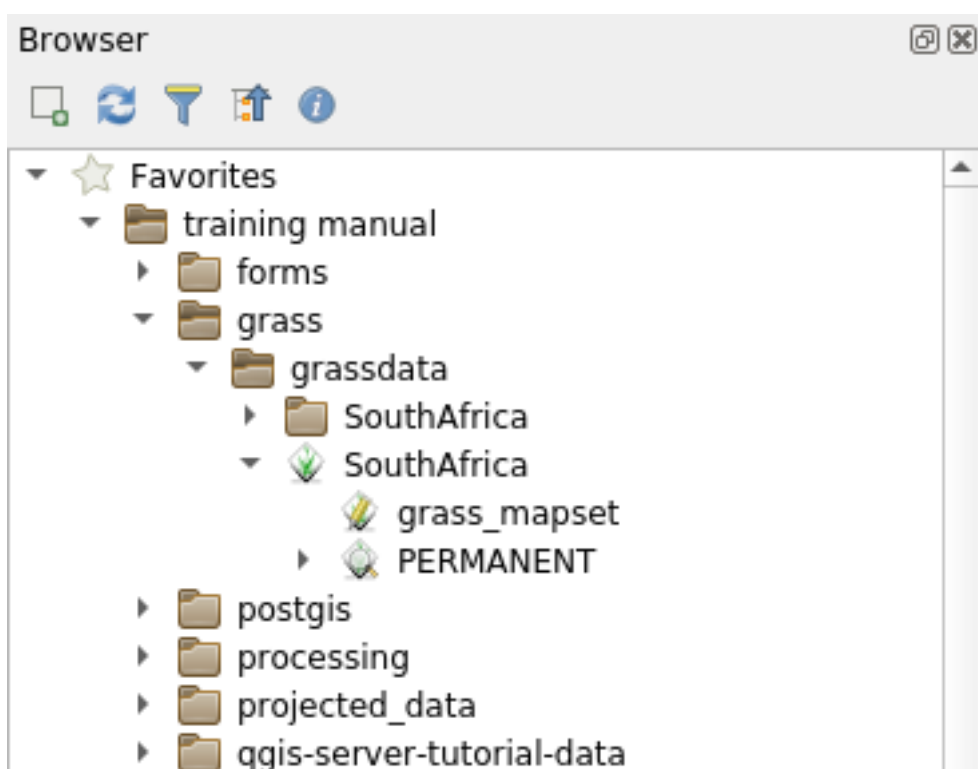 Browser
Favorites
training manual
forms
grass
grassdata
SouthAfrica
SouthAfrica
grass_mapset
PERMANENT
postgis
processing
projected_data
qgis-server-tutorial-data